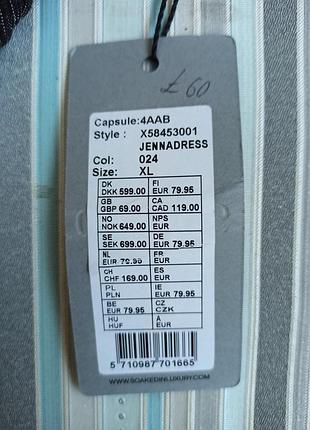 £60
Capsule:4AAB
Style : X58453001
JENNADRESS
Col: 024
Size: XL
DK FI
DKK 599.00 EUR 79.95
GB CA
GBP 69.00 CAD 119.00
NO NPS
NOK 649.00 EUR
SE DE
SEK 699.00 EUR 79.95
NL FR
EUR 79.95 EUR
CH ES
CHF 169.00 EUR
PL IE
PLN EUR 79.95
BE CZ
EUR 79.95 CZK
HU A
HUF EUR
5 710987 701665
WWW.SOAKEDINLUXURY.COM